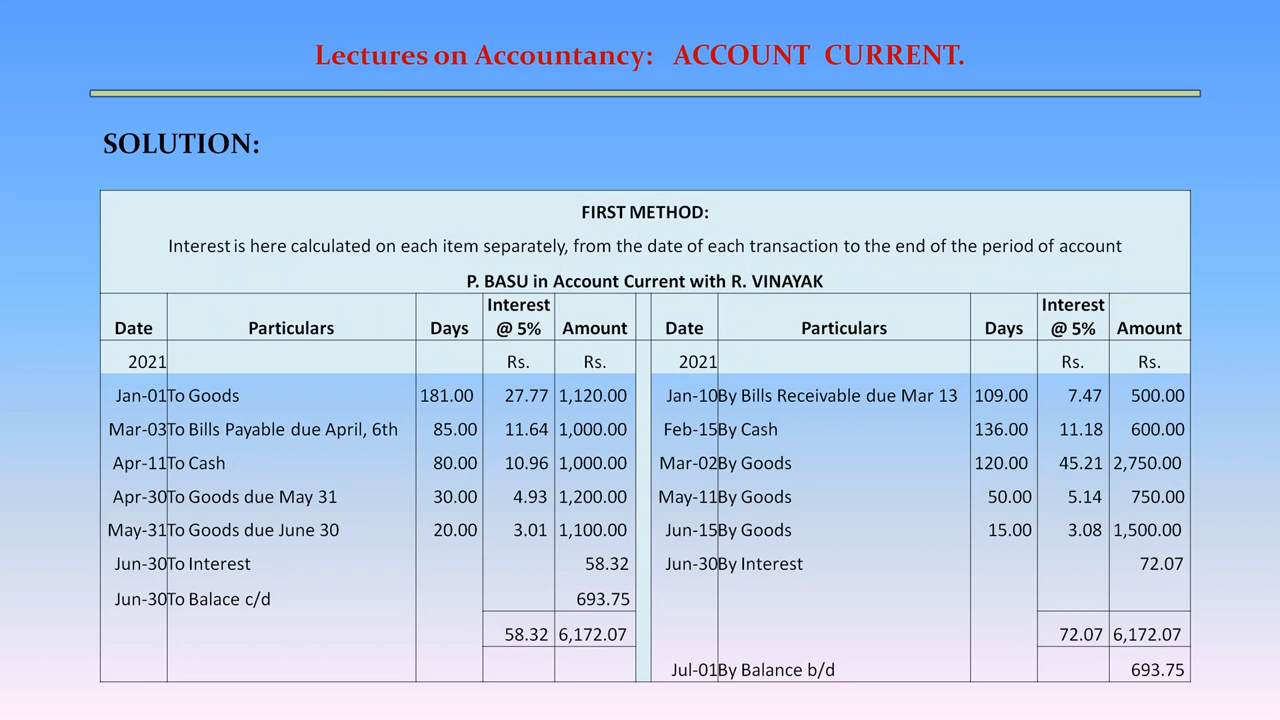 Lectures on Accountancy: ACCOUNT CURRENT.
SOLUTION:
FIRST METHOD:
Interest is here calculated on each item separately, from the date of each transaction to the end of the period of account
P. BASU in Account Current with R. VINAYAK
Date Particulars Days Interest @ 5% Amount Date Particulars Days Interest @ 5% Amount
2021 Rs. Rs. 2021 Rs. Rs.
Jan-01 To Goods 181.00 27.77 1,120.00 Jan-10 By Bills Receivable due Mar 13 109.00 7.47 500.00
Mar-03 To Bills Payable due April, 6th 85.00 11.64 1,000.00 Feb-15 By Cash 136.00 11.18 600.00
Apr-11 To Cash 80.00 10.96 1,000.00 Mar-02 By Goods 120.00 45.21 2,750.00
Apr-30 To Goods due May 31 30.00 4.93 1,200.00 May-11 By Goods 50.00 5.14 750.00
May-31 To Goods due June 30 20.00 3.01 1,100.00 Jun-15 By Goods 15.00 3.08 1,500.00
Jun-30 To Interest 58.32 Jun-30 By Interest 72.07
Jun-30 To Balace c/d 693.75
58.32 6,172.07 72.07 6,172.07
Jul-01 By Balance b/d 693.75